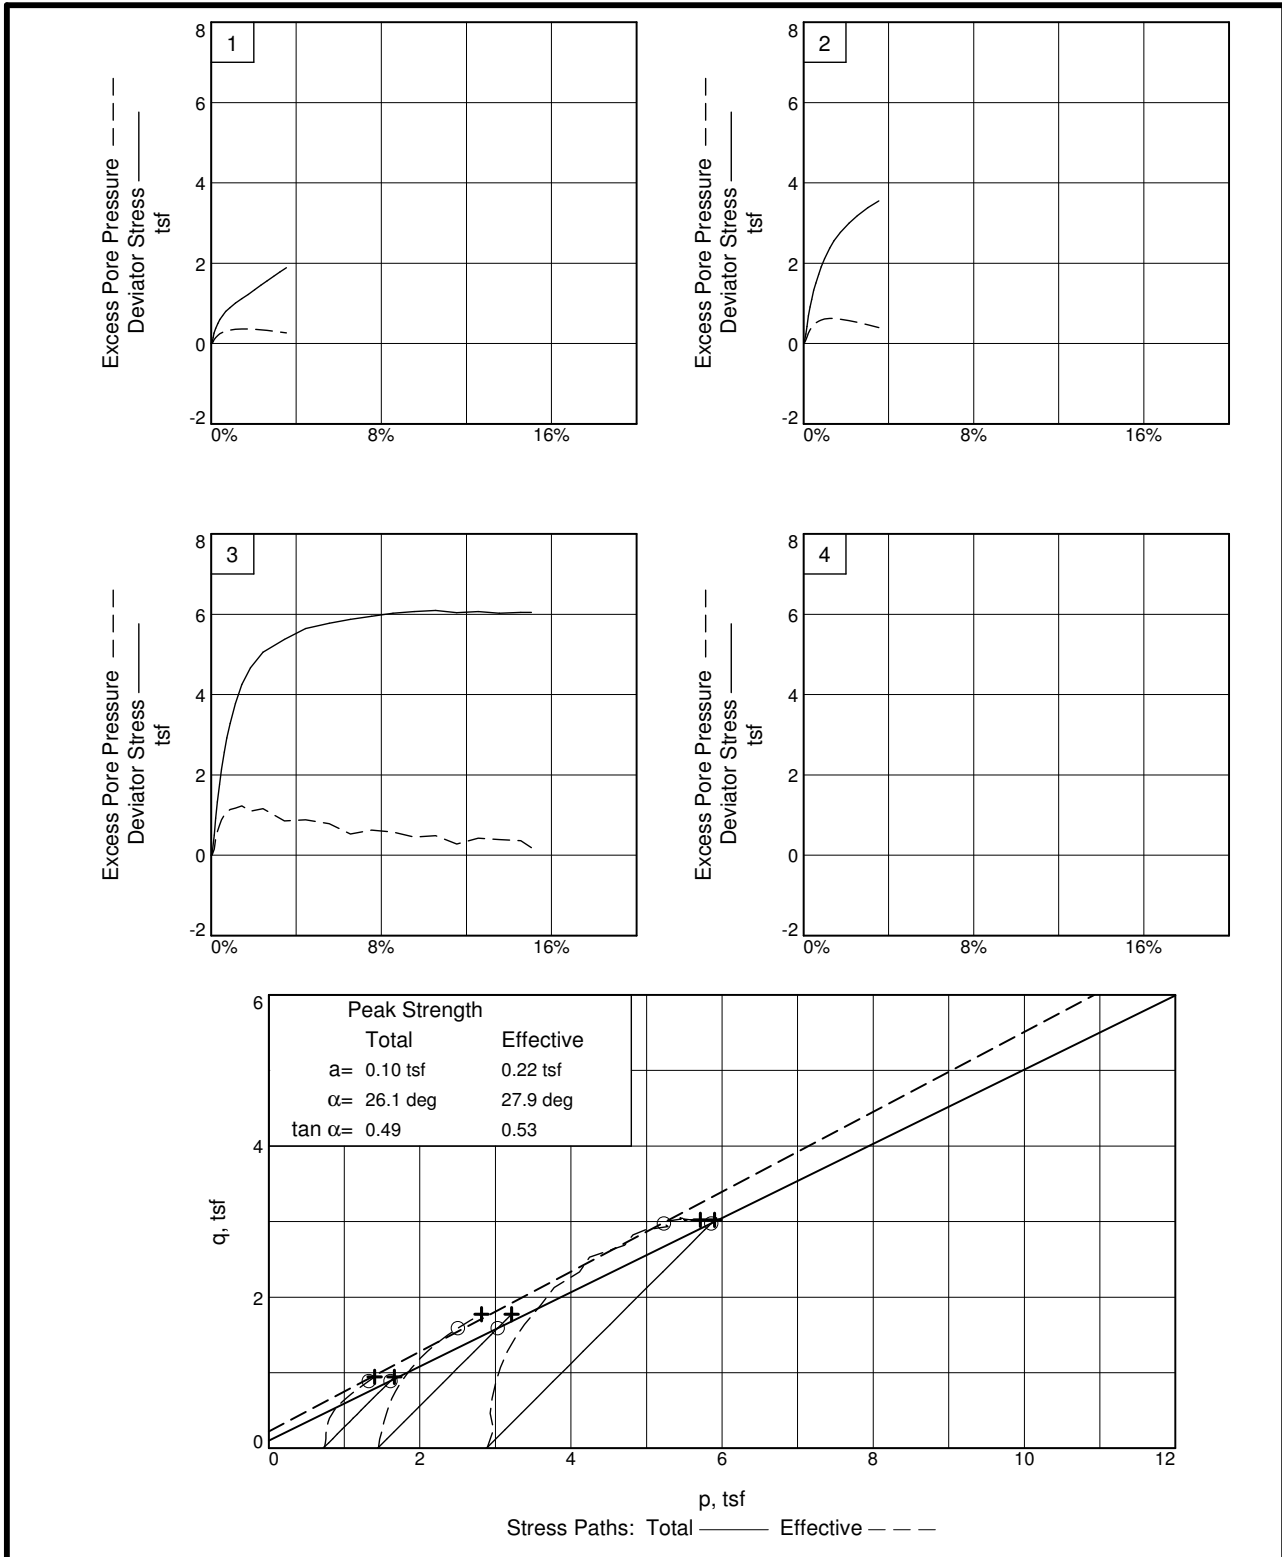 1
8
6
4
2
0
-2
0%
8%
16%
Excess Pore Pressure
Deviator Stress
tsf
2
8
6
4
2
0
-2
0%
8%
16%
Excess Pore Pressure
Deviator Stress
tsf
3
8
6
4
2
0
-2
0%
8%
16%
Excess Pore Pressure
Deviator Stress
tsf
4
8
6
4
2
0
-2
0%
8%
16%
Excess Pore Pressure
Deviator Stress
tsf
Peak Strength
Total Effective
a= 0.10 tsf 0.22 tsf
α= 26.1 deg 27.9 deg
tan α= 0.49 0.53
6
4
2
0
q, tsf
0 2 4 6 8 10 12
p, tsf
Stress Paths: Total Effective